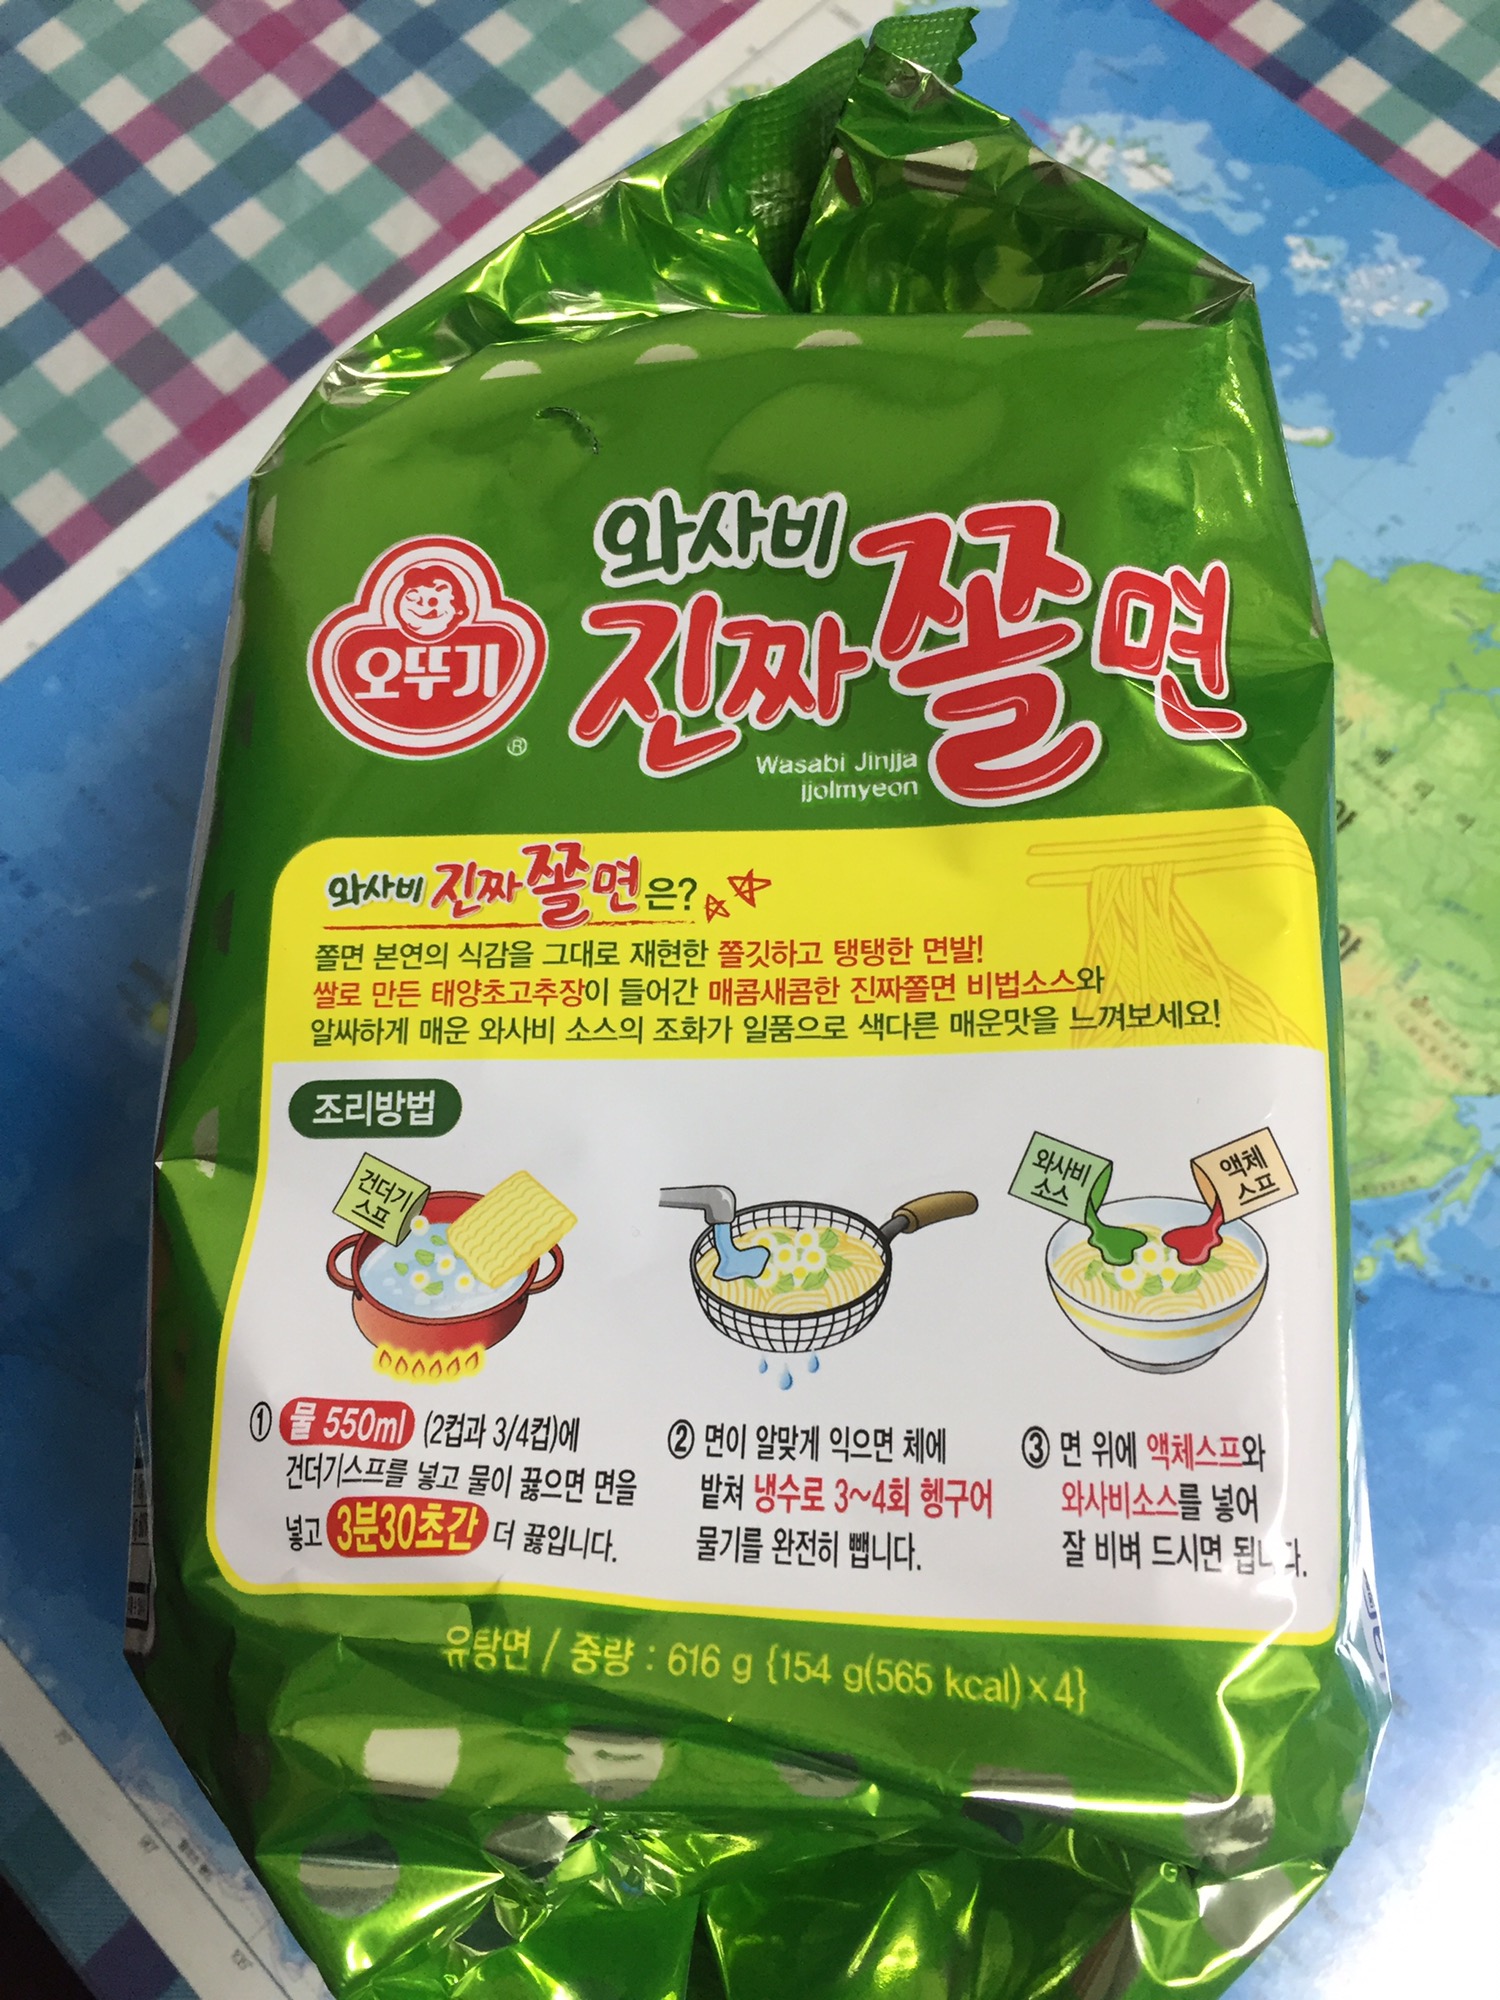 오뚜기
®
와사비
진짜쫄면
Wasabi Jinjja
jjolmyeon
와사비 진짜쫄면은?
쫄면 본연의 식감을 그대로 재현한 쫄깃하고 탱탱한 면발!
쌀로 만든 태양초고추장이 들어간 매콤새콤한 진짜쫄면 비법소스와
알싸하게 매운 와사비 소스의 조화가 일품으로 색다른 매운맛을 느껴보세요!
조리방법
건더기
스프
와사비
소스
액체
스프
① 물 550ml (2컵과 3/4컵)에
건더기스프를 넣고 물이 끓으면 면을
넣고 3분30초간 더 끓입니다.
② 면이 알맞게 익으면 체에
밭쳐 냉수로 3~4회 헹구어
물기를 완전히 뺍니다.
③ 면 위에 액체스프와
와사비소스를 넣어
잘 비벼 드시면 됩니다.
유탕면 / 중량 : 616 g {154 g(565 kcal)×4}